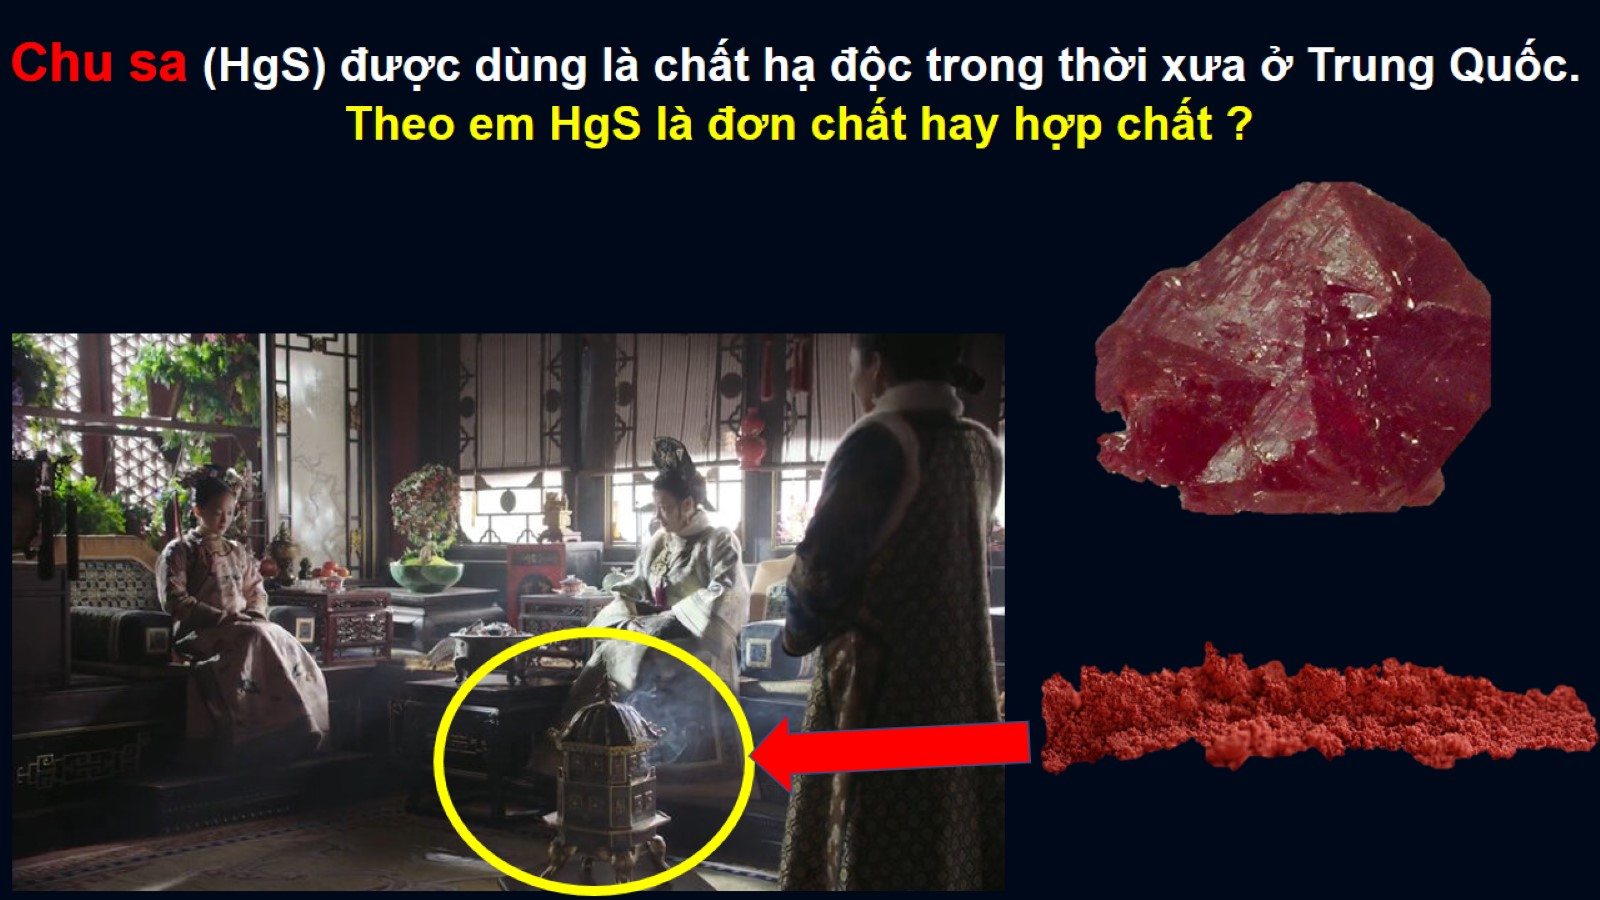 Chu sa (HgS) được dùng là chất hạ độc trong thời xưa ở Trung Quốc.
Theo em HgS là đơn chất hay hợp chất ?